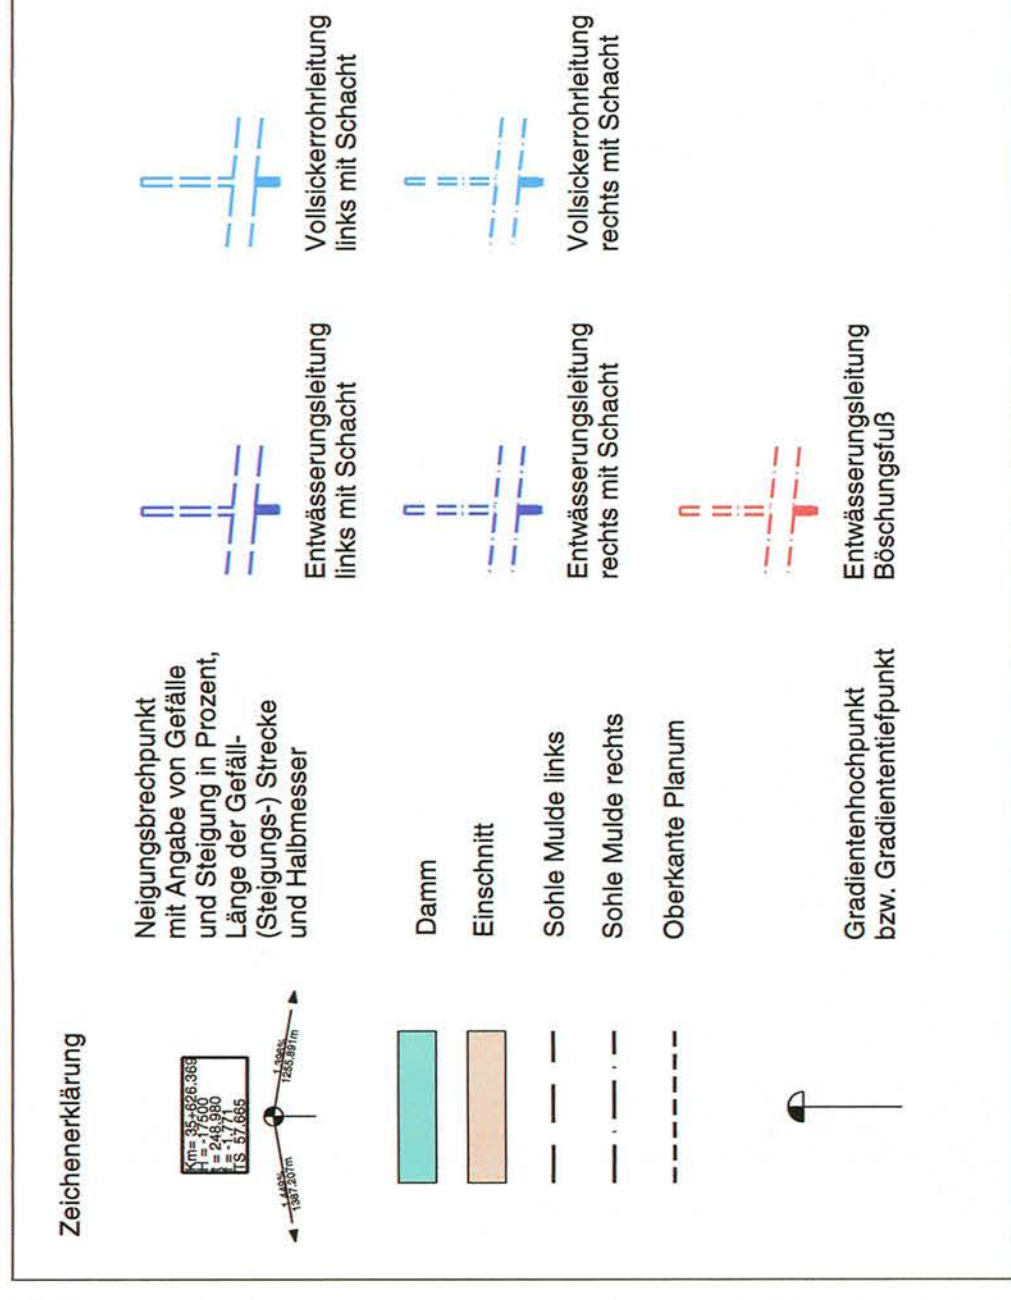 Zeichenerklärung
Km= 35+626.369
H = -17500
= 248.980
= -1.771
TS 57.665
1.449%
1387.207m
1.396%
1255.891m
Neigungsbrechpunkt
mit Angabe von Gefälle
und Steigung in Prozent,
Länge der Gefäll-
(Steigungs-) Strecke
und Halbmesser
Damm
Einschnitt
Sohle Mulde links
Sohle Mulde rechts
Oberkante Planum
Gradientenhochpunkt
bzw. Gradiententiefpunkt
Entwässerungsleitung
links mit Schacht
Entwässerungsleitung
rechts mit Schacht
Entwässerungsleitung
Böschungsfuß
Vollsickerrohrleitung
links mit Schacht
Vollsickerrohrleitung
rechts mit Schacht